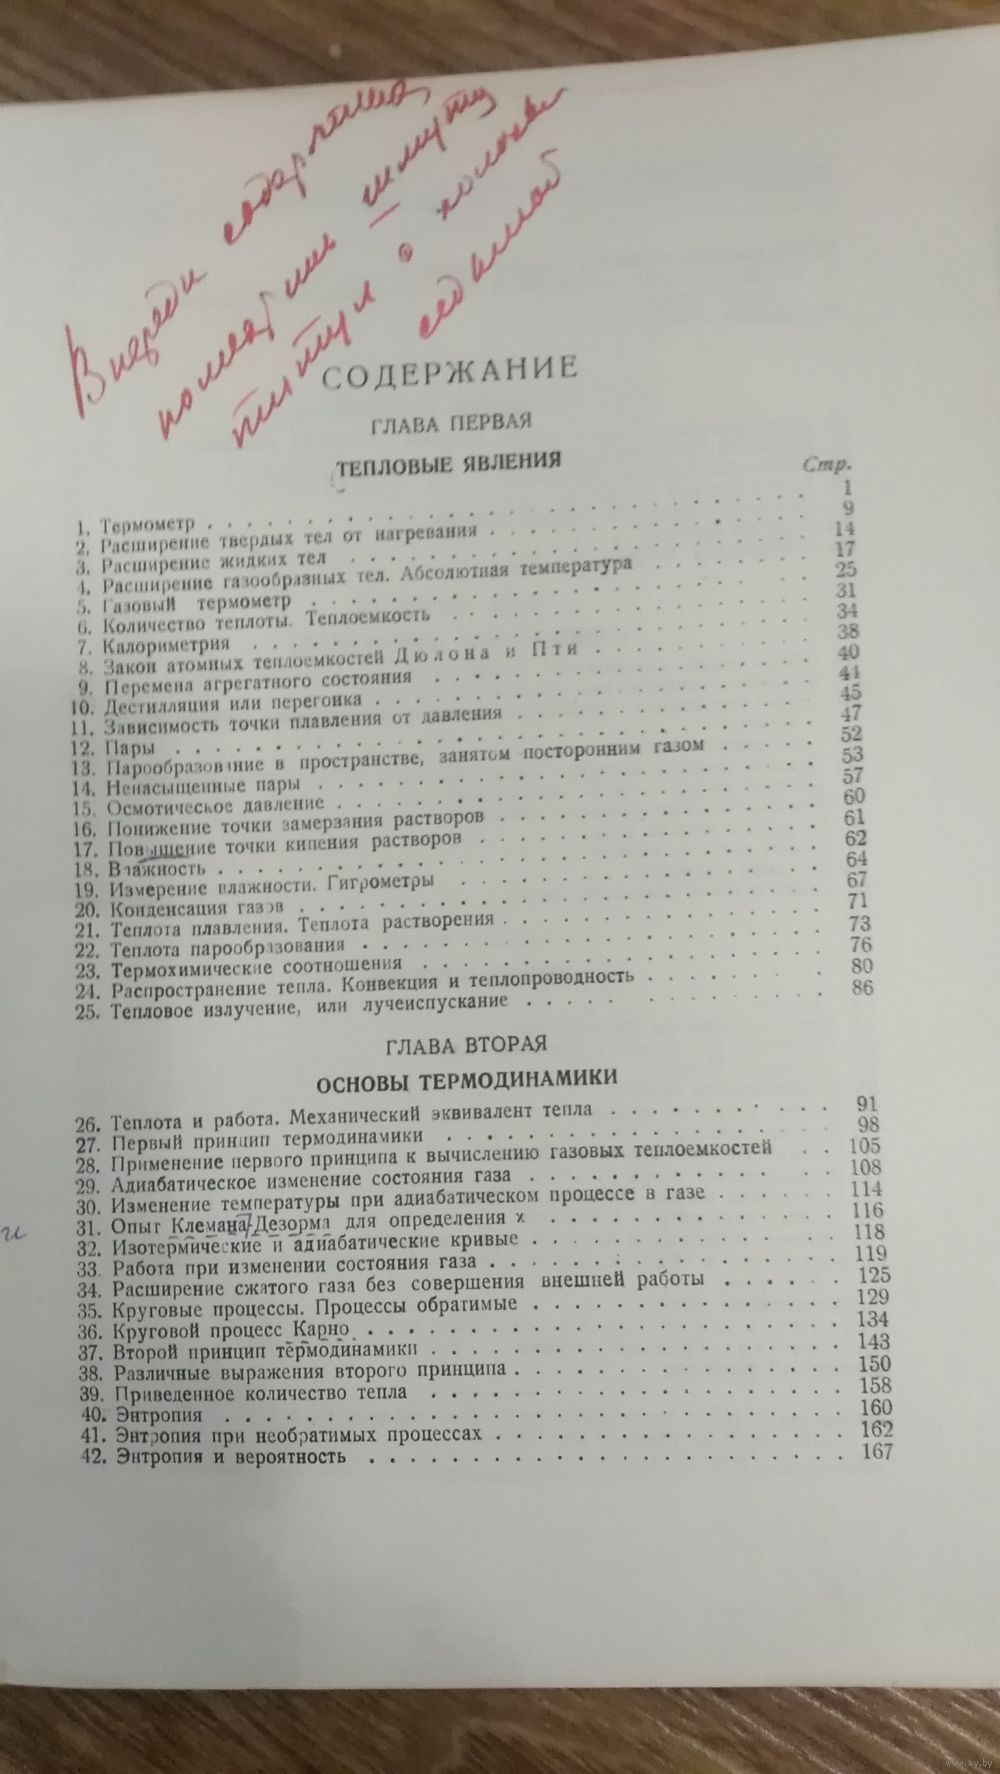 Впереди содержания
поместить шмуц
титул с колонкой
СОДЕРЖАНИЕ
ГЛАВА ПЕРВАЯ
ТЕПЛОВЫЕ ЯВЛЕНИЯ
Стр.
1. Термометр 1
2. Расширение твердых тел от нагревания 9
3. Расширение жидких тел 14
4. Расширение газообразных тел. Абсолютная температура 17
5. Газовый термометр 25
6. Количество теплоты. Теплоемкость 31
7. Калориметрия 34
8. Закон атомных теплоемкостей Дюлона и Пти 38
9. Перемена агрегатного состояния 40
10. Дестилляция или перегонка 44
11. Зависимость точки плавления от давления 45
12. Пары 47
13. Парообразование в пространстве, занятом посторонним газом 52
14. Ненасыщенные пары 53
15. Осмотическое давление 57
16. Понижение точки замерзания растворов 60
17. Повышение точки кипения растворов 61
18. Влажность 62
19. Измерение влажности. Гигрометры 64
20. Конденсация газов 67
21. Теплота плавления. Теплота растворения 71
22. Теплота парообразования 73
23. Термохимические соотношения 76
24. Распространение тепла. Конвекция и теплопроводность 80
25. Тепловое излучение, или лучеиспускание 86
ГЛАВА ВТОРАЯ
ОСНОВЫ ТЕРМОДИНАМИКИ
26. Теплота и работа. Механический эквивалент тепла 91
27. Первый принцип термодинамики 98
28. Применение первого принципа к вычислению газовых теплоемкостей 105
29. Адиабатическое изменение состояния газа 108
30. Изменение температуры при адиабатическом процессе в газе 114
31. Опыт Клемана-Дезорма для определения ϰ 116
32. Изотермические и адиабатические кривые 118
33. Работа при изменении состояния газа 119
34. Расширение сжатого газа без совершения внешней работы 125
35. Круговые процессы. Процессы обратимые 129
36. Круговой процесс Карно 134
37. Второй принцип термодинамики 143
38. Различные выражения второго принципа 150
39. Приведенное количество тепла 158
40. Энтропия 160
41. Энтропия при необратимых процессах 162
42. Энтропия и вероятность 167
www.ay.by